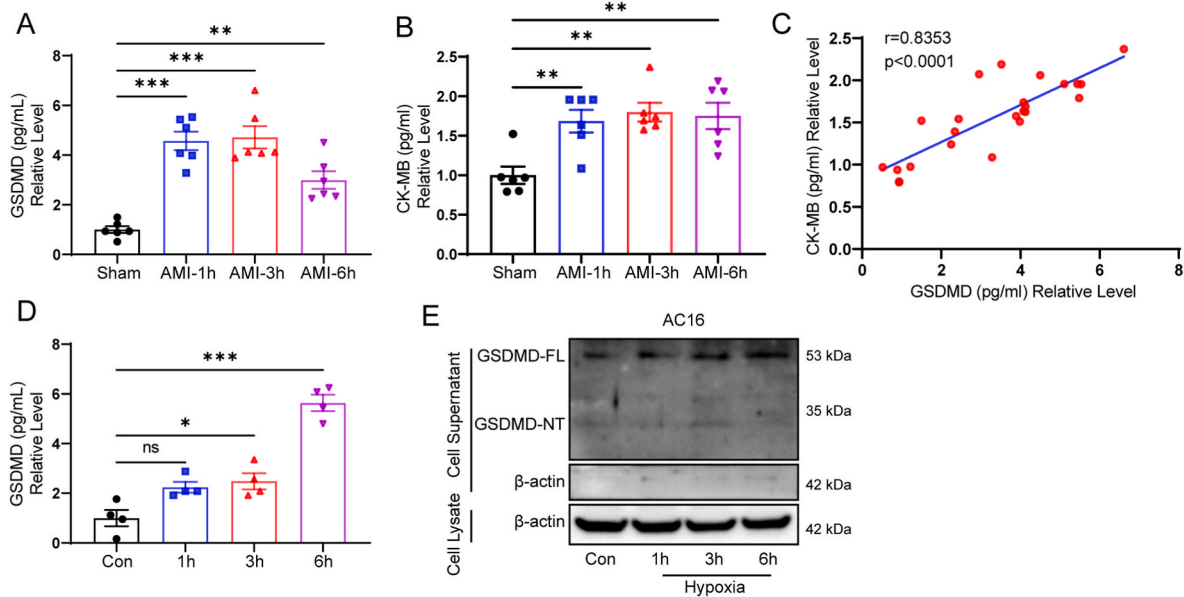 A
GSDMD (pg/mL)
Relative Level
8
6
4
2
0
***
***
**
Sham AMI-1h AMI-3h AMI-6h
B
CK-MB (pg/ml)
Relative Level
2.5
2.0
1.5
1.0
0.5
0.0
**
**
**
Sham AMI-1h AMI-3h AMI-6h
C
CK-MB (pg/ml) Relative Level
2.5
2.0
1.5
1.0
0.5
0.0
r=0.8353
p<0.0001
0 2 4 6 8
GSDMD (pg/ml) Relative Level
D
GSDMD (pg/mL)
Relative Level
8
6
4
2
0
***
*
ns
Con 1h 3h 6h
E
AC16
Cell Supernatant
GSDMD-FL 53 kDa
35 kDa
GSDMD-NT
β-actin 42 kDa
Cell Lysate
β-actin 42 kDa
Con 1h 3h 6h
Hypoxia